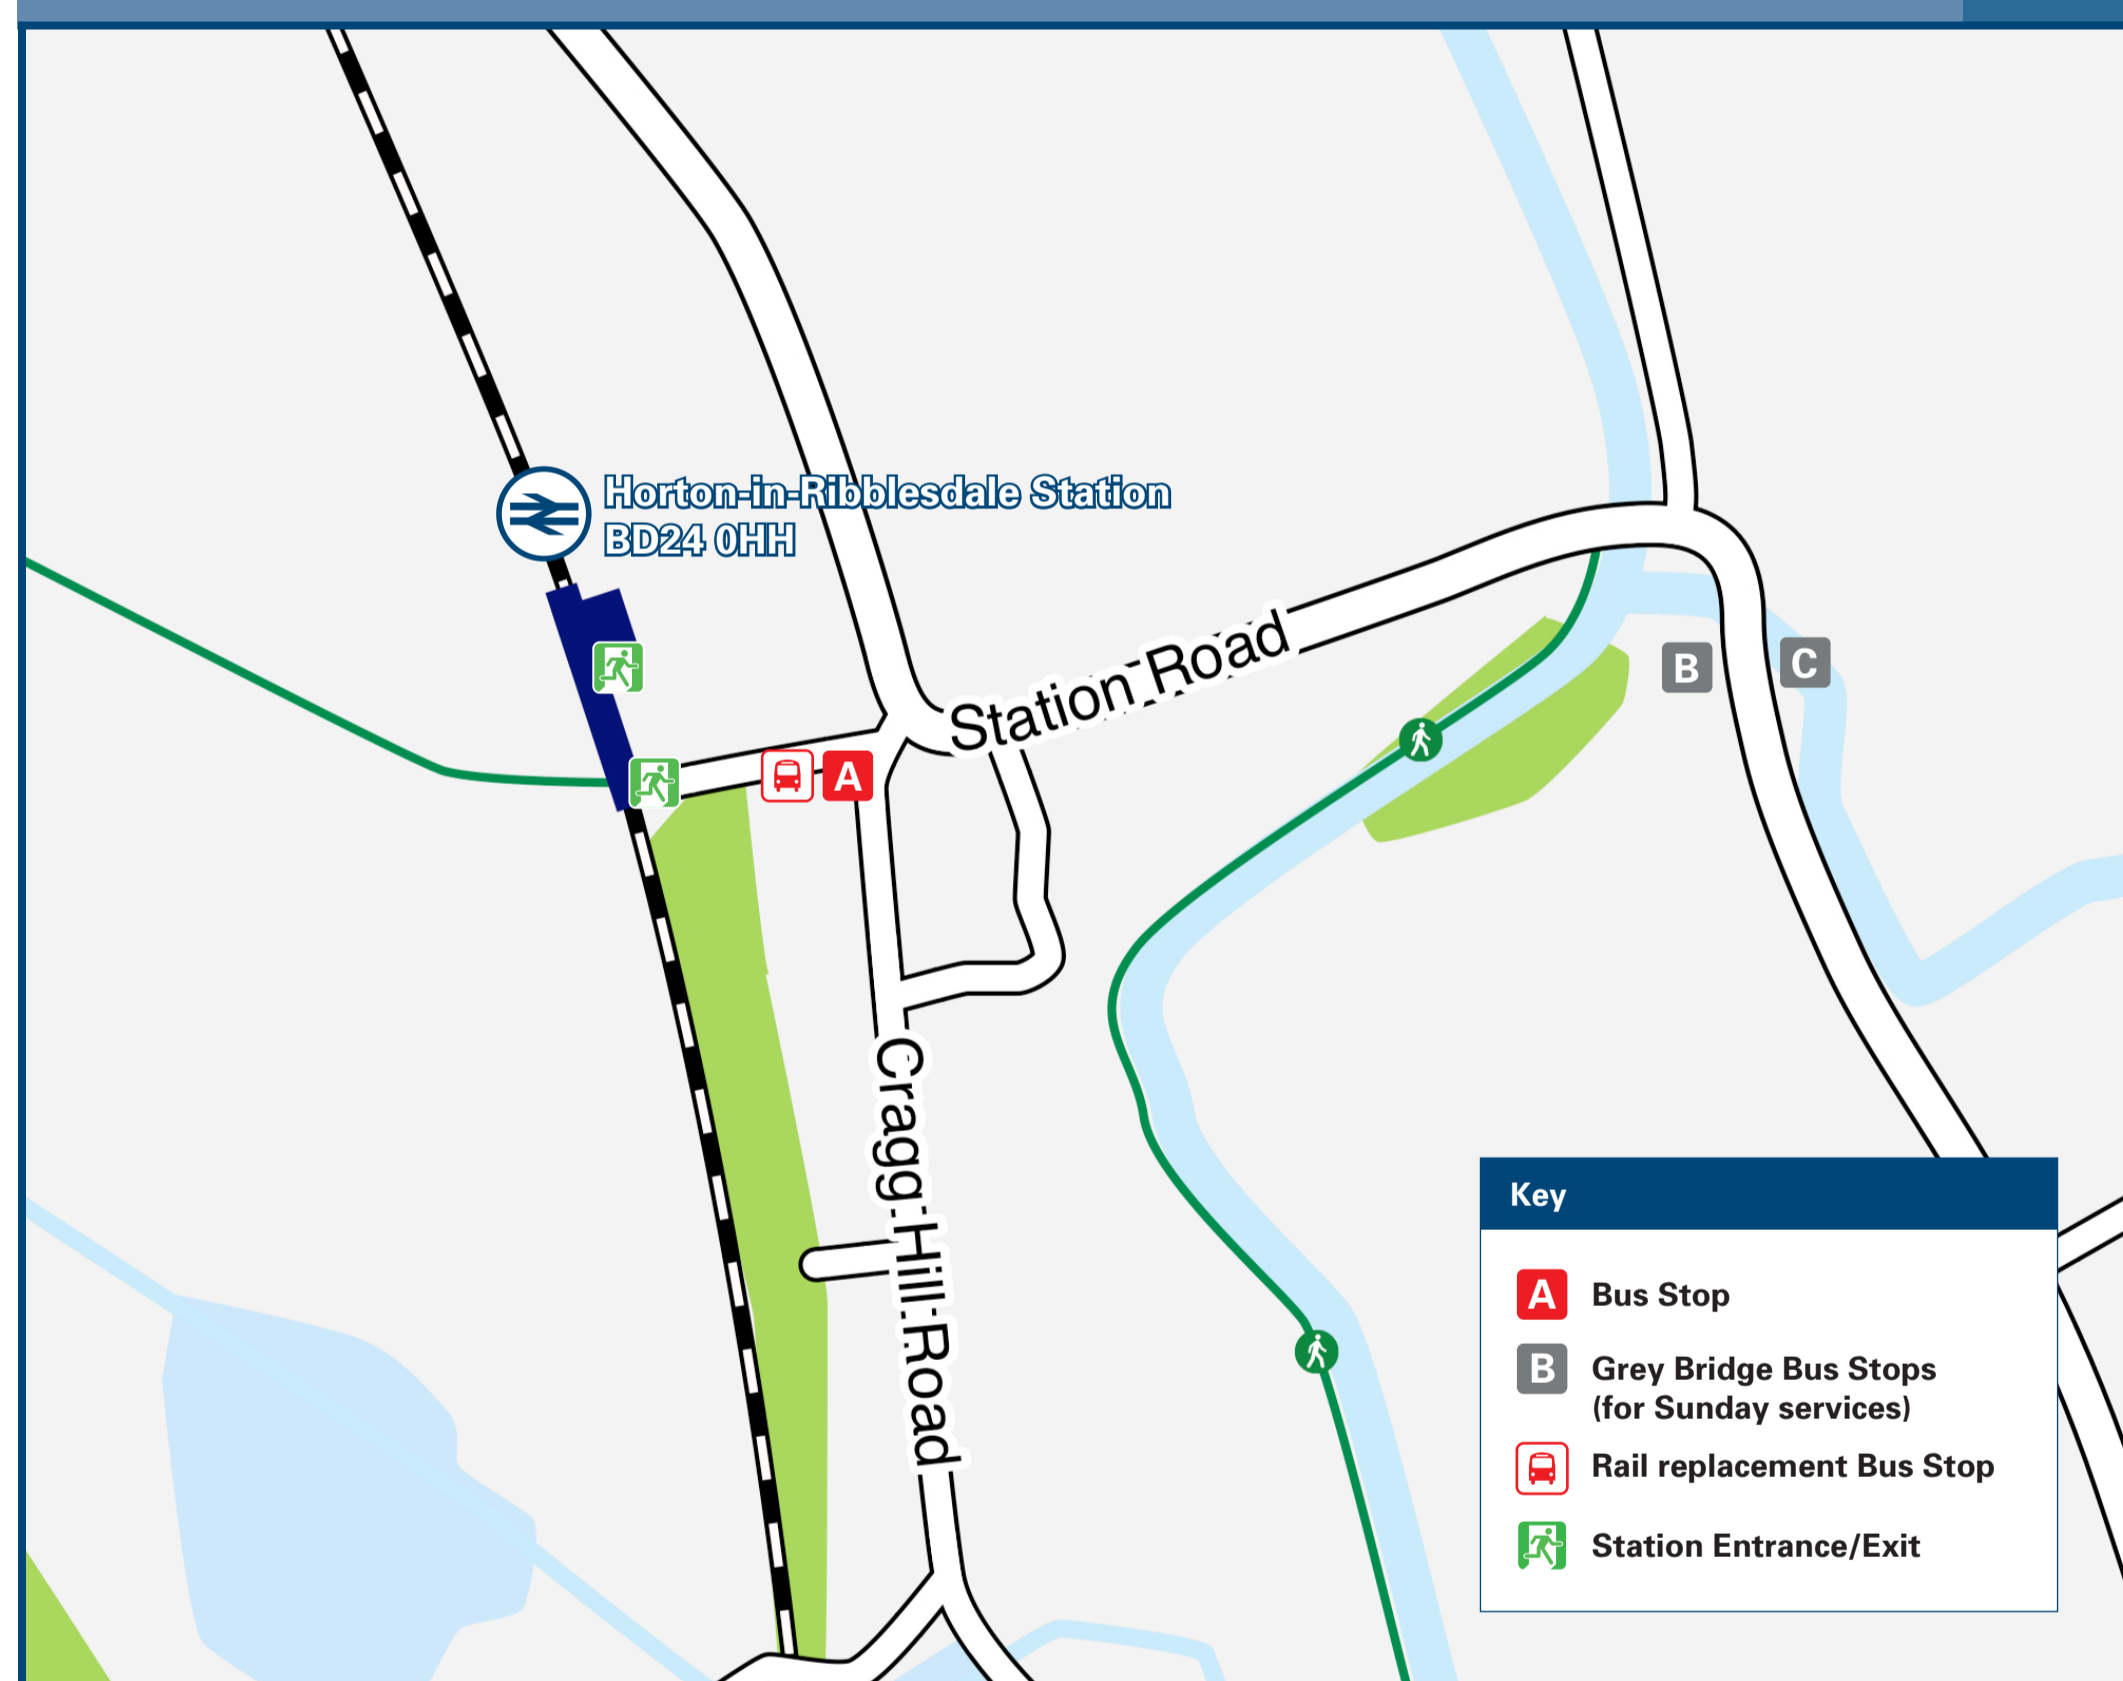 Horton-in-Ribblesdale Station
BD24 0HH
Station Road
A
B
C
Cragg Hill Road
Key
A Bus Stop
B Grey Bridge Bus Stops
(for Sunday services)
Rail replacement Bus Stop
Station Entrance/Exit